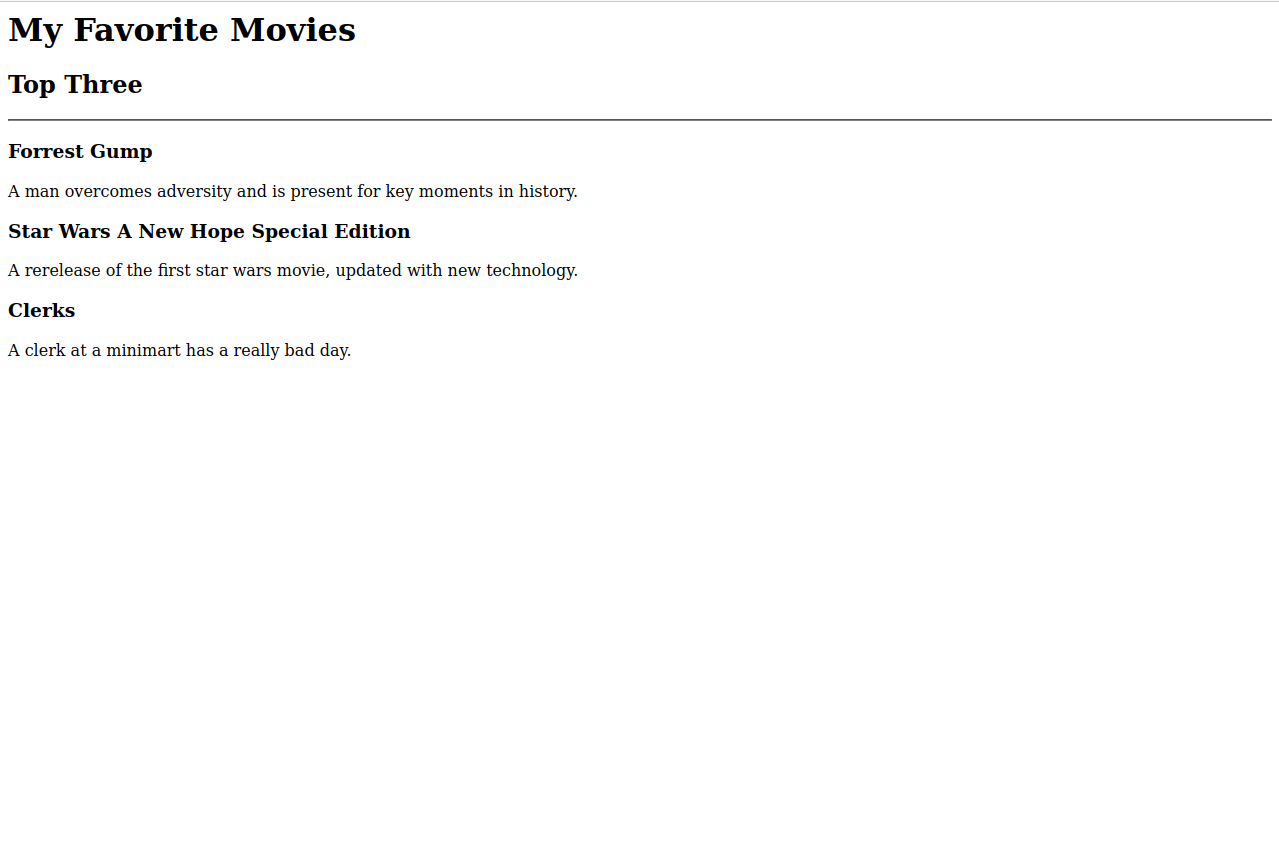 My Favorite Movies
Top Three
Forrest Gump
A man overcomes adversity and is present for key moments in history.
Star Wars A New Hope Special Edition
A rerelease of the first star wars movie, updated with new technology.
Clerks
A clerk at a minimart has a really bad day.